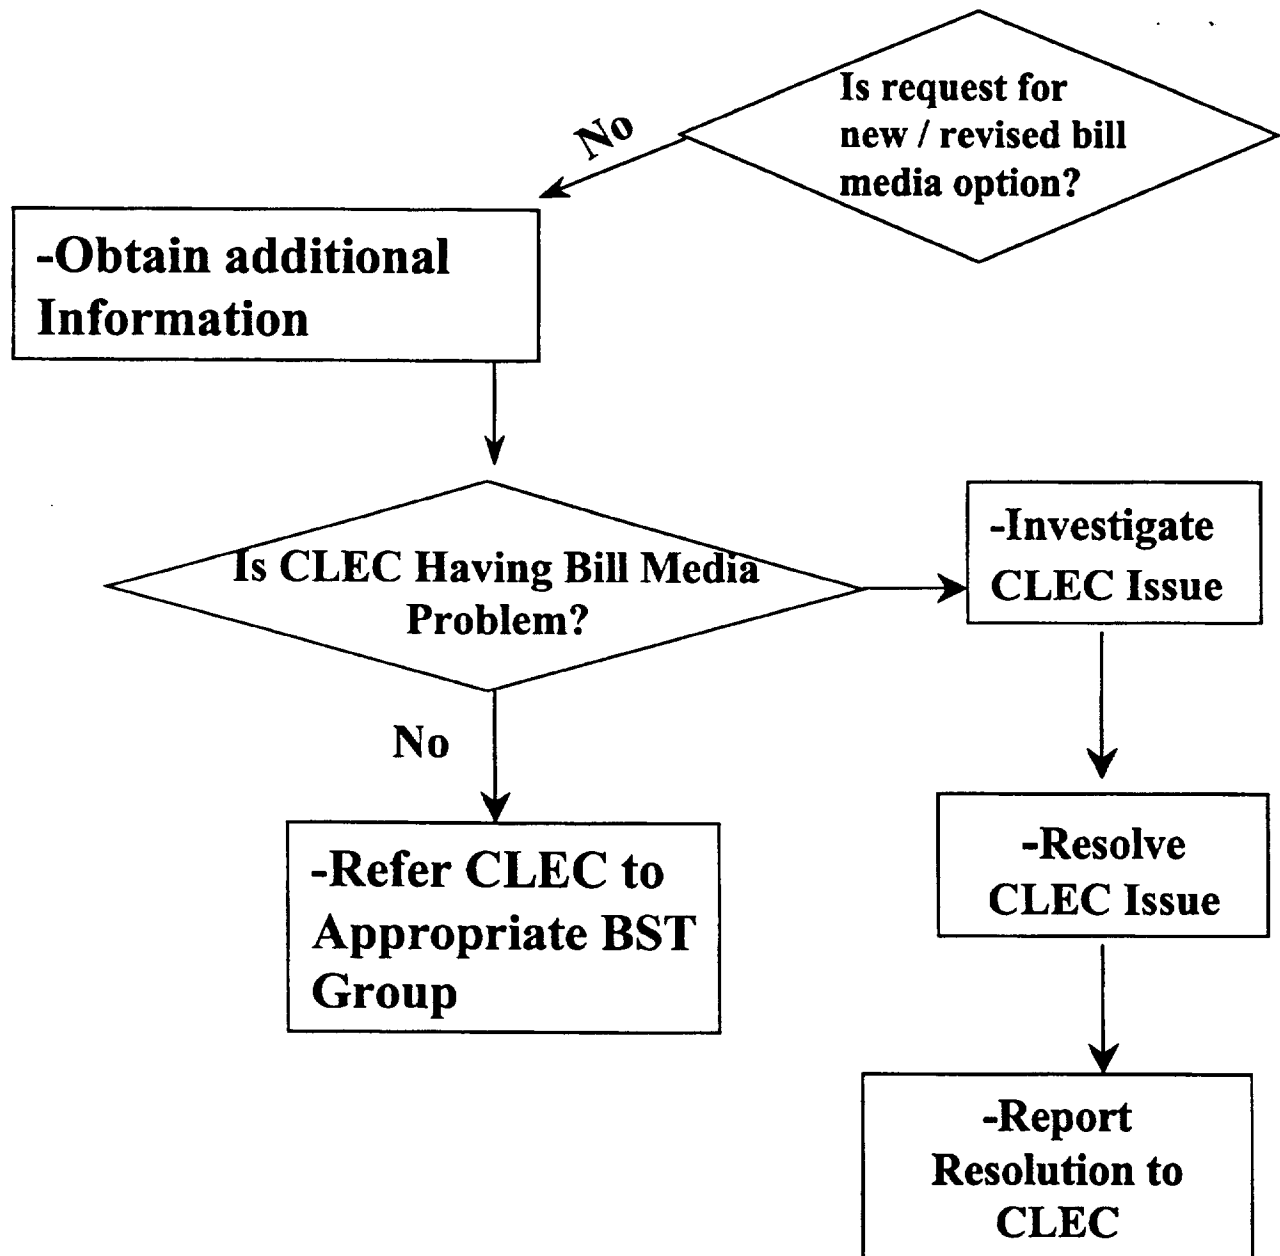 Is request for
new / revised bill
media option?
No
-Obtain additional
Information
Is CLEC Having Bill Media
Problem?
-Investigate
CLEC Issue
No
-Refer CLEC to
Appropriate BST
Group
-Resolve
CLEC Issue
-Report
Resolution to
CLEC